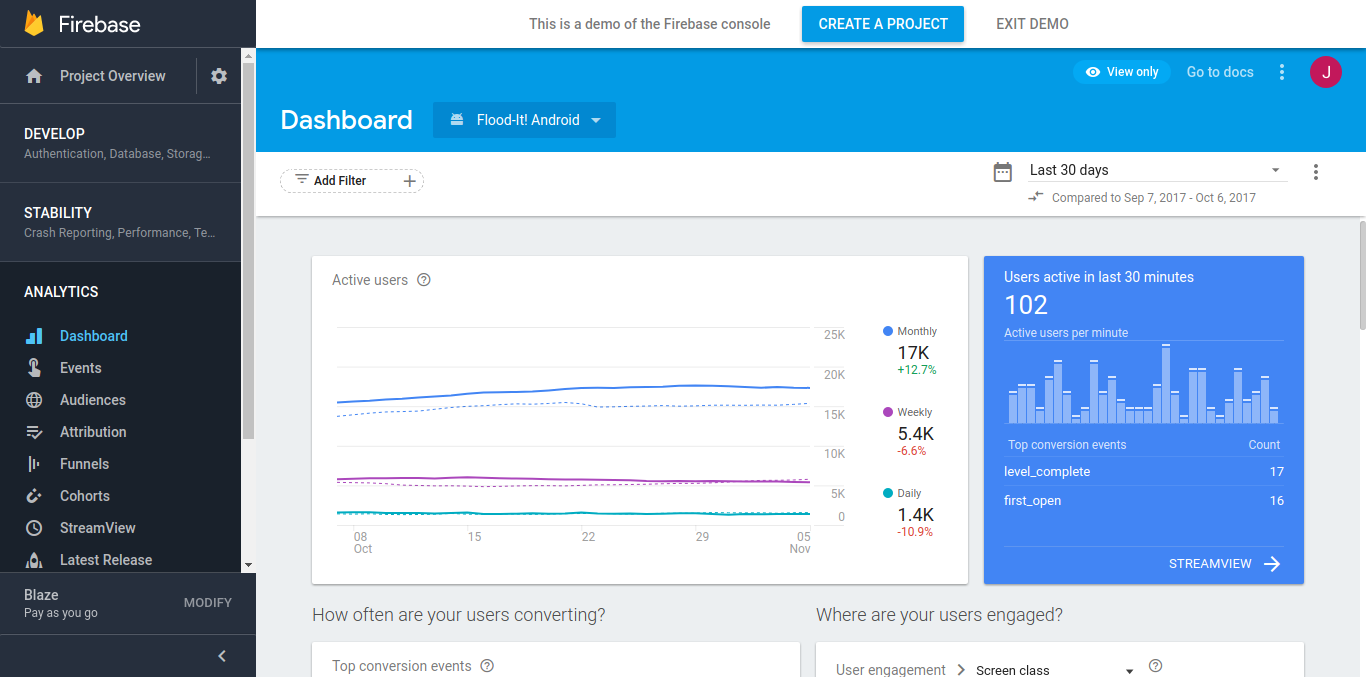 Firebase
This is a demo of the Firebase console
CREATE A PROJECT
EXIT DEMO
Project Overview
DEVELOP
Authentication, Database, Storag...
STABILITY
Crash Reporting, Performance, Te...
ANALYTICS
Dashboard
Events
Audiences
Attribution
Funnels
Cohorts
StreamView
Latest Release
Blaze
Pay as you go
MODIFY
View only
Go to docs
J
Dashboard
Flood-It! Android
Add Filter
Last 30 days
Compared to Sep 7, 2017 - Oct 6, 2017
Active users
25K
20K
15K
10K
5K
0
08 15 22 29 05
Oct Nov
Monthly
17K
+12.7%
Weekly
5.4K
-6.6%
Daily
1.4K
-10.9%
Users active in last 30 minutes
102
Active users per minute
Top conversion events Count
level_complete 17
first_open 16
STREAMVIEW
How often are your users converting?
Top conversion events
Where are your users engaged?
User engagement
Screen class